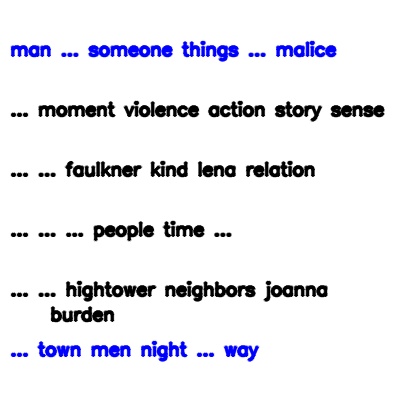 man ... someone things ... malice
... moment violence action story sense
... ... faulkner kind lena relation
... ... ... people time ...
... ... hightower neighbors joanna
burden
... town men night ... way